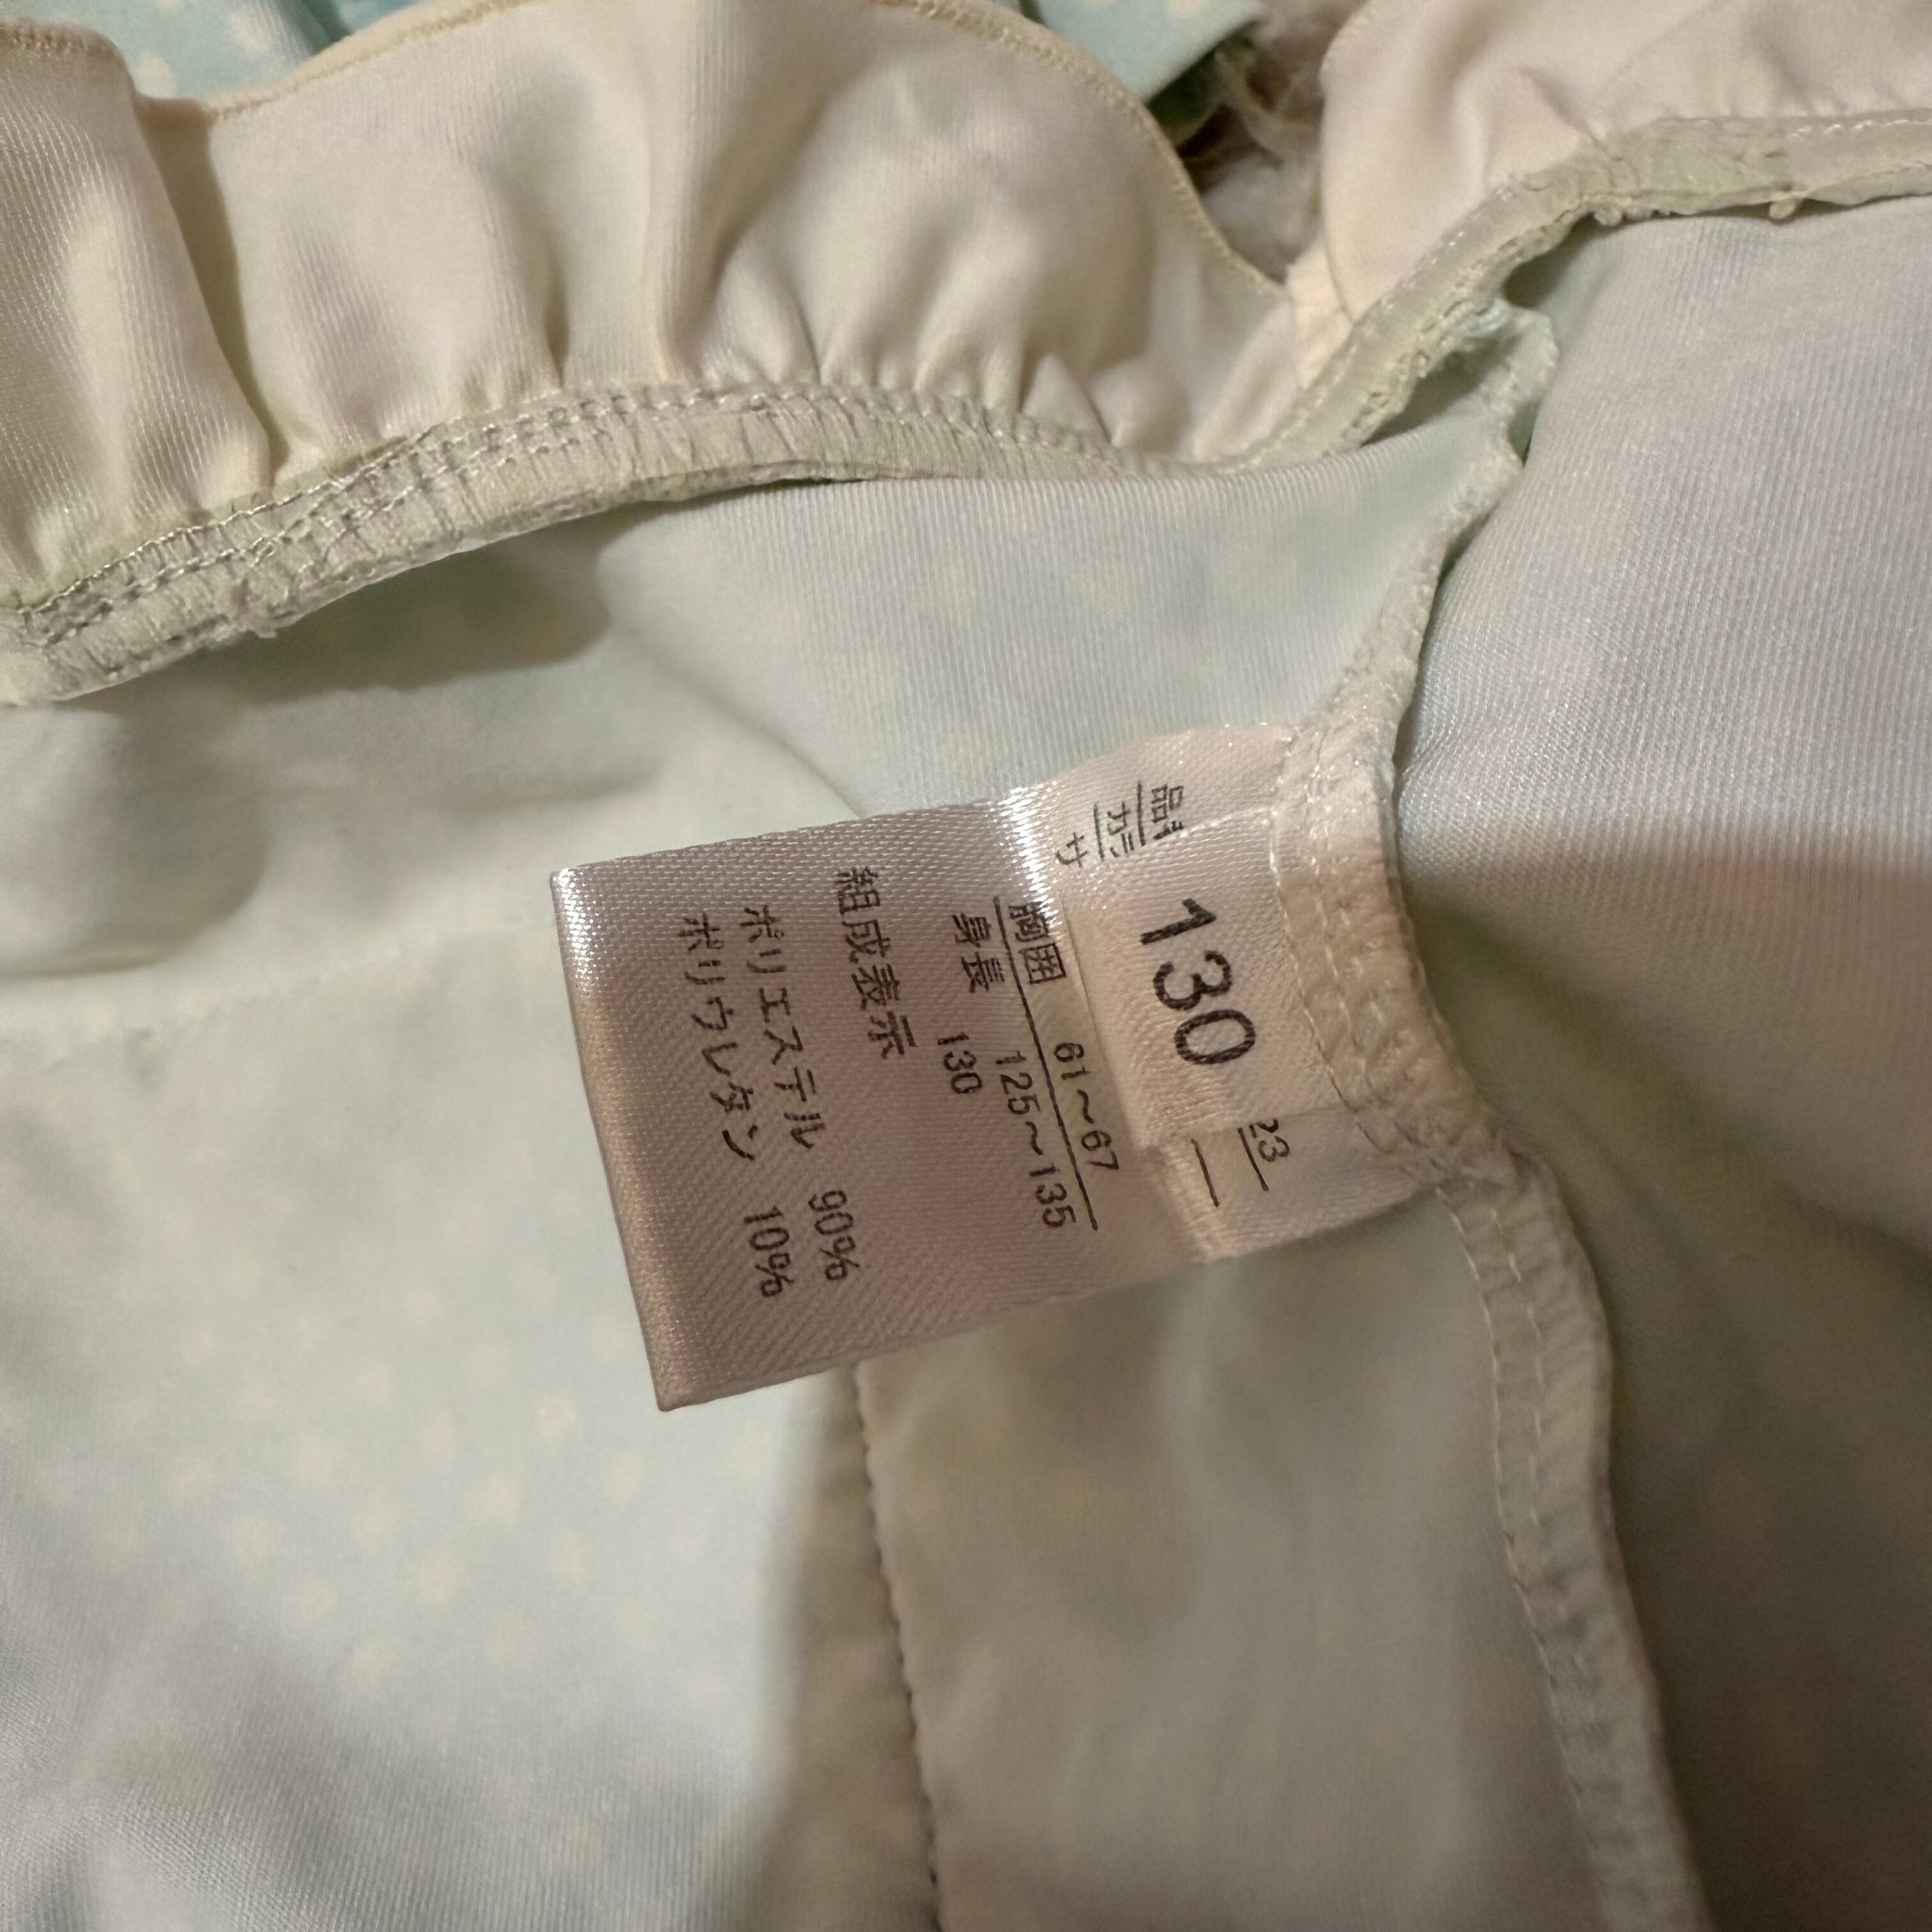 130
23
胸囲 61～67
身長 125～135
130
組成表示
ポリエステル 90%
ポリウレタン 10%